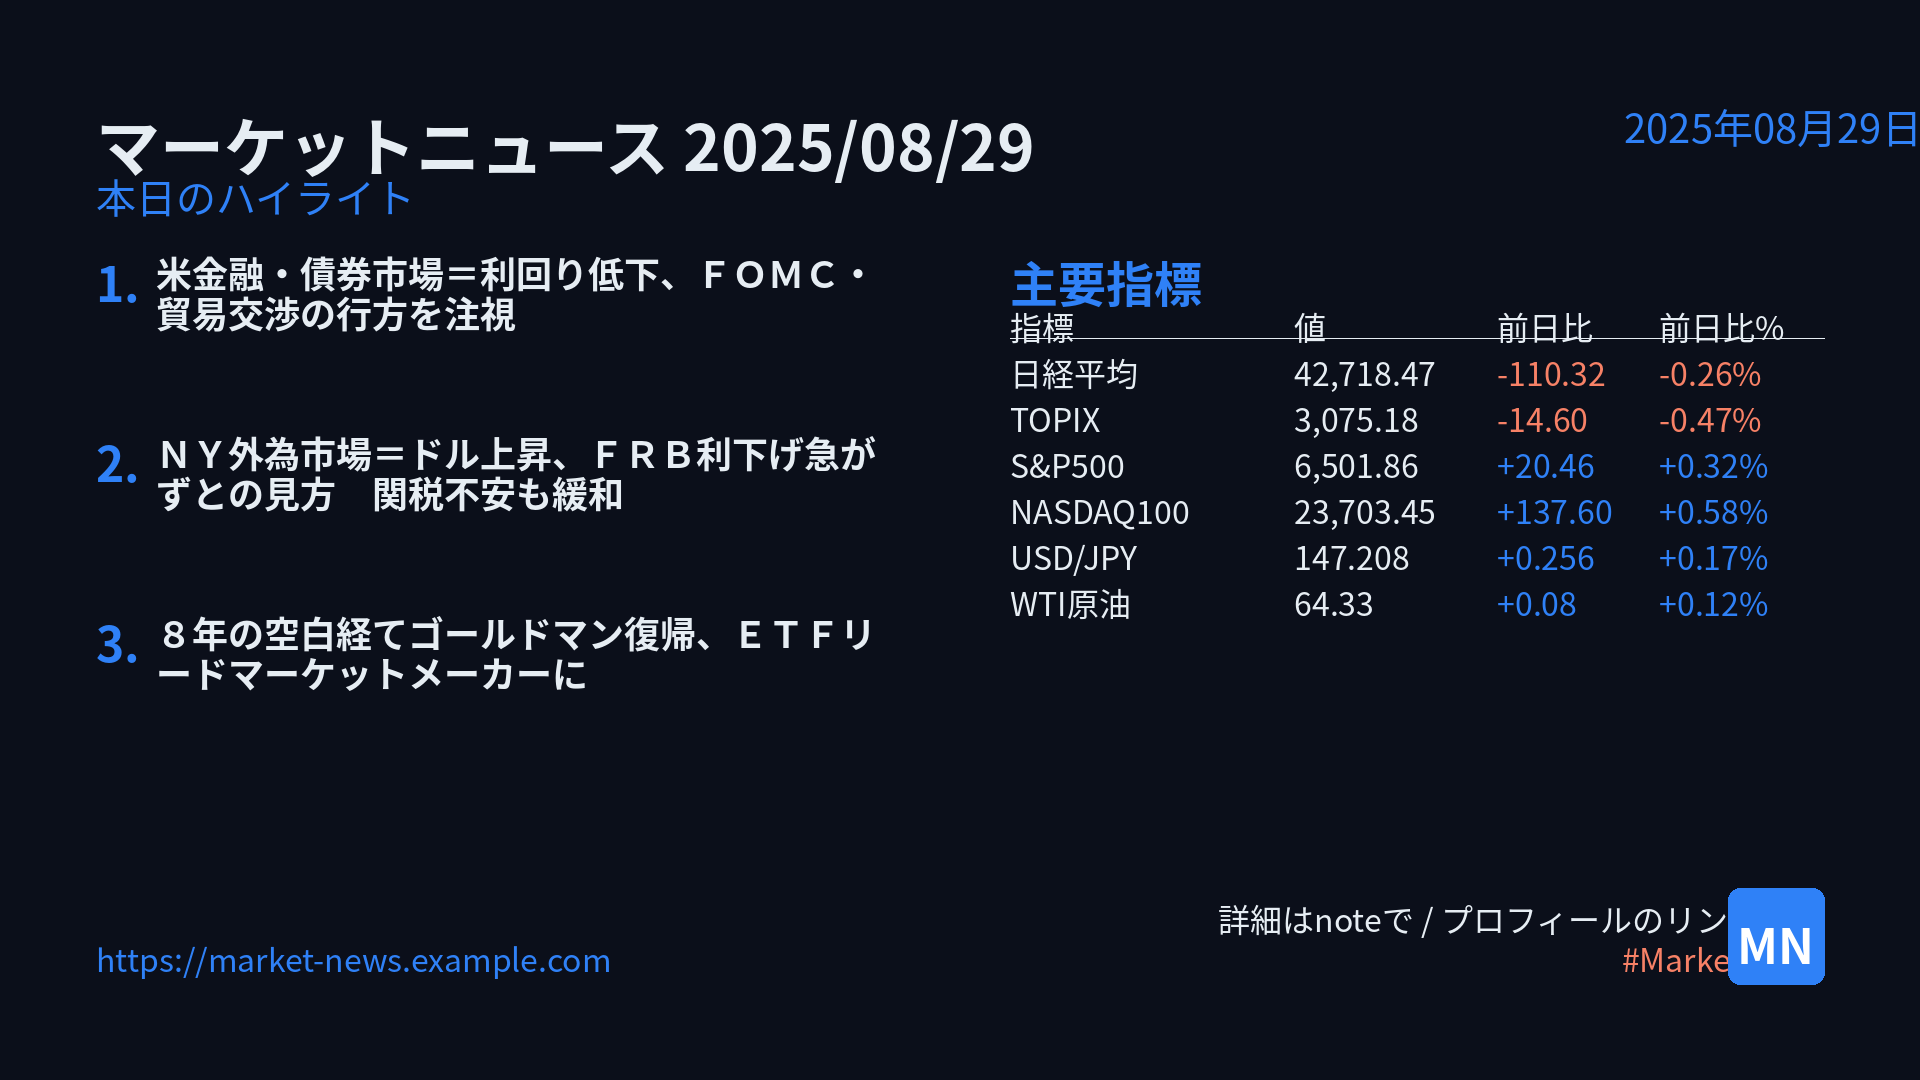 マーケットニュース 2025/08/29
2025年08月29日
本日のハイライト
1. 米金融・債券市場＝利回り低下、ＦＯＭＣ・
貿易交渉の行方を注視
2. ＮＹ外為市場＝ドル上昇、ＦＲＢ利下げ急が
ずとの見方　関税不安も緩和
3. ８年の空白経てゴールドマン復帰、ＥＴＦリ
ードマーケットメーカーに
主要指標
指標 値 前日比 前日比%
日経平均 42,718.47 -110.32 -0.26%
TOPIX 3,075.18 -14.60 -0.47%
S&P500 6,501.86 +20.46 +0.32%
NASDAQ100 23,703.45 +137.60 +0.58%
USD/JPY 147.208 +0.256 +0.17%
WTI原油 64.33 +0.08 +0.12%
詳細はnoteで / プロフィールのリン
#Marke
MN
https://market-news.example.com